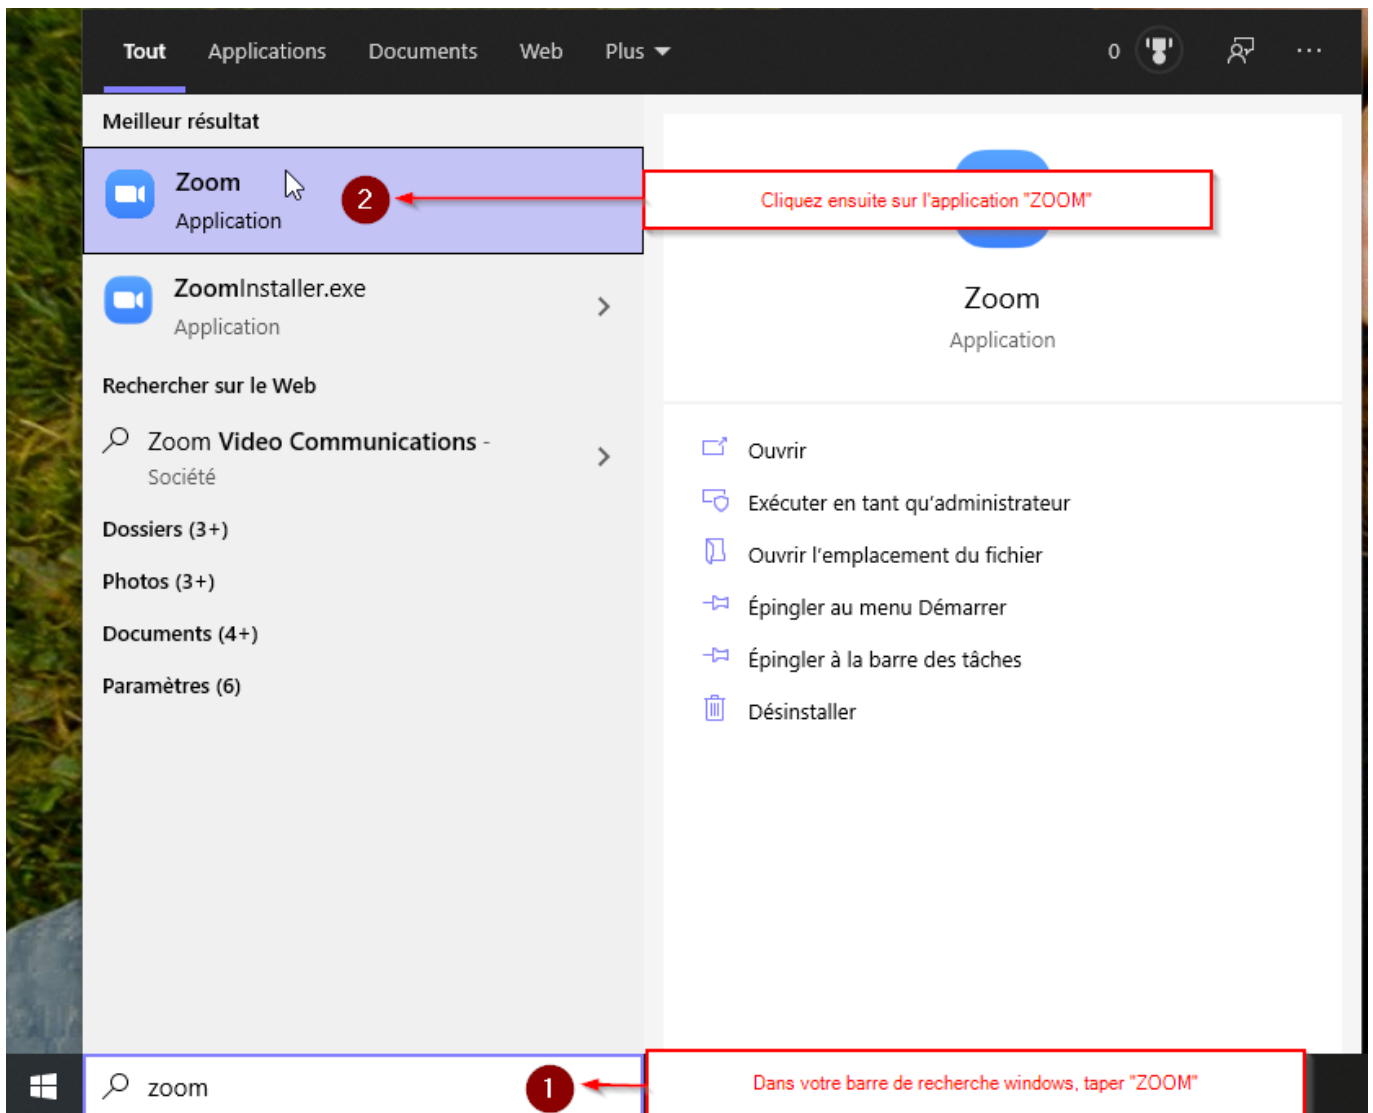 Tout Applications Documents Web Plus 0 ...
Meilleur résultat
Zoom
Application
2
Cliquez ensuite sur l'application "ZOOM"
ZoomInstaller.exe
Application
Rechercher sur le Web
Zoom Video Communications -
Société
Dossiers (3+)
Photos (3+)
Documents (4+)
Paramètres (6)
Zoom
Application
Ouvrir
Exécuter en tant qu'administrateur
Ouvrir l'emplacement du fichier
Épingler au menu Démarrer
Épingler à la barre des tâches
Désinstaller
zoom
1
Dans votre barre de recherche windows, taper "ZOOM"